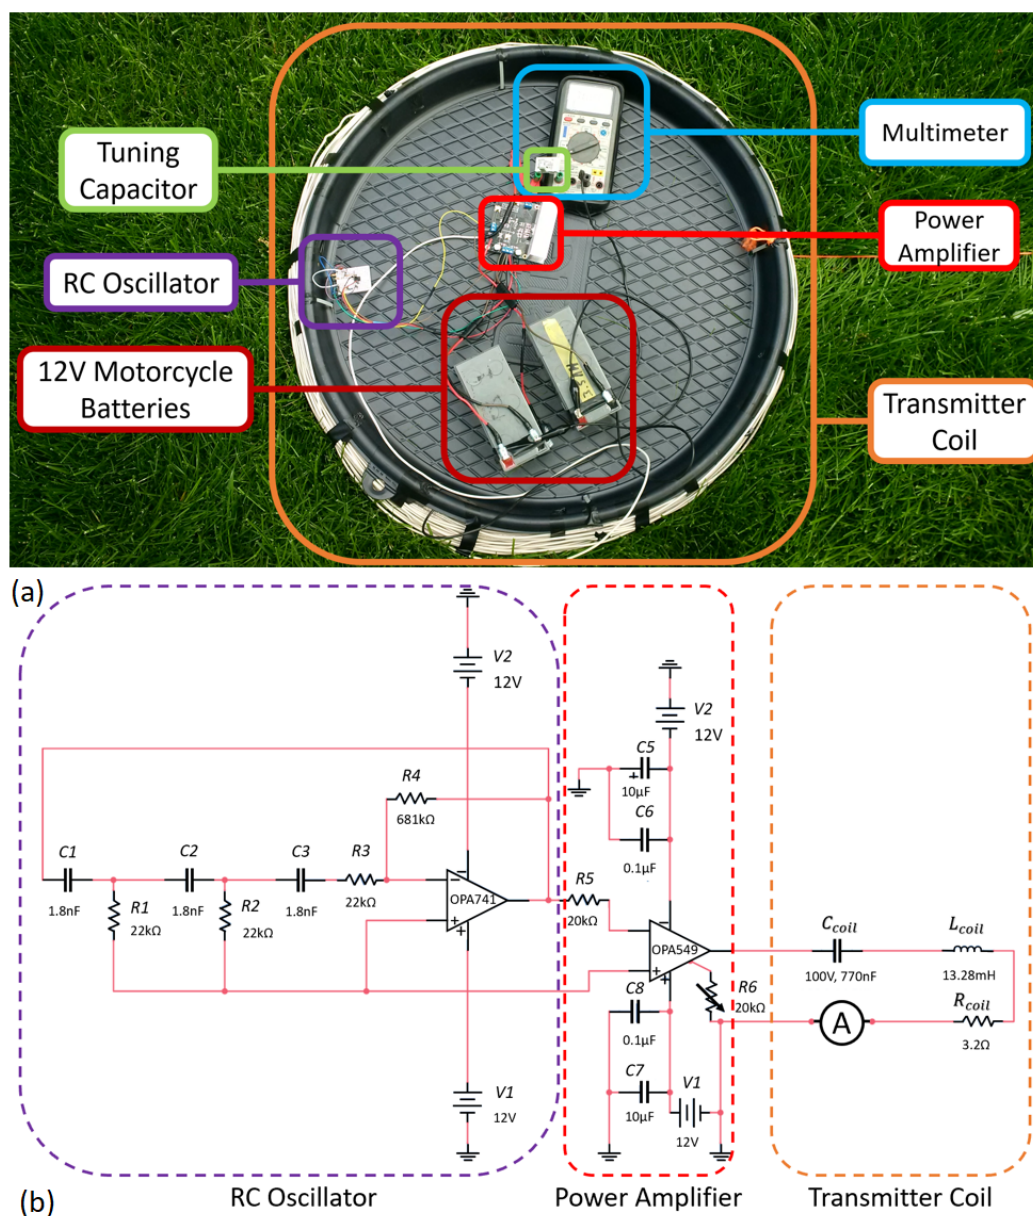 Tuning
Capacitor
RC Oscillator
12V Motorcycle
Batteries
Multimeter
Power
Amplifier
Transmitter
Coil
(a)
V2
12V
V2
12V
C5
10µF
C6
0.1µF
R4
681kΩ
C1
1.8nF
R1
22kΩ
C2
1.8nF
R2
22kΩ
C3
1.8nF
R3
22kΩ
OPA741
R5
20kΩ
OPA549
C8
0.1µF
R6
20kΩ
C7
10µF
V1
12V
V1
12V
Ccoil
100V, 770nF
Lcoil
13.28mH
Rcoil
3.2Ω
A
(b)
RC Oscillator
Power Amplifier
Transmitter Coil